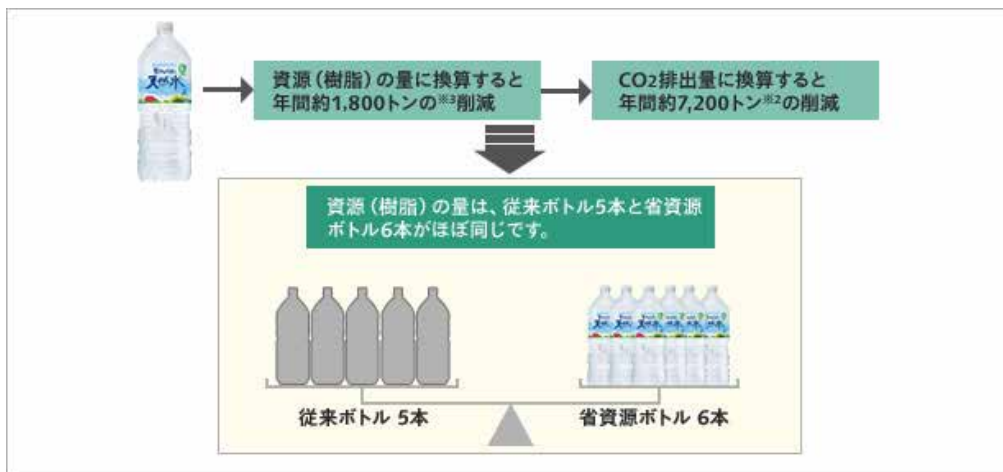 天然水
資源（樹脂）の量に換算すると
年間約1,800トンの※3削減
CO2排出量に換算すると
年間約7,200トン※2の削減
資源（樹脂）の量は、従来ボトル5本と省資源
ボトル6本がほぼ同じです。
従来ボトル 5本
省資源ボトル 6本